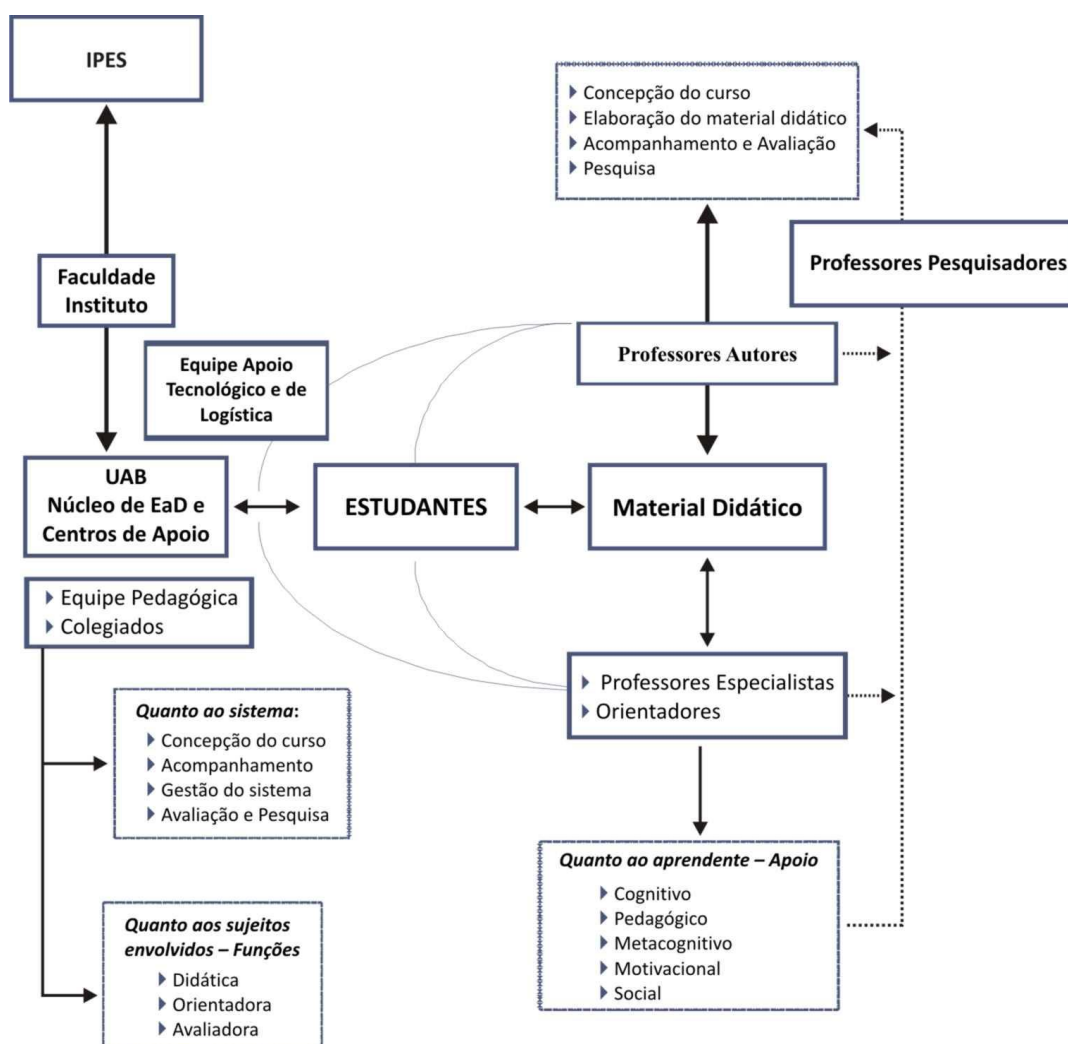 IPES
Concepção do curso
Elaboração do material didático
Acompanhamento e Avaliação
Pesquisa
Professores Pesquisadores
Faculdade
Instituto
Equipe Apoio
Tecnológico e de
Logística
Professores Autores
UAB
Núcleo de EaD e
Centros de Apoio
ESTUDANTES
Material Didático
Equipe Pedagógica
Colegiados
Professores Especialistas
Orientadores
Quanto ao sistema:
Concepção do curso
Acompanhamento
Gestão do sistema
Avaliação e Pesquisa
Quanto ao aprendente – Apoio
Cognitivo
Pedagógico
Metacognitivo
Motivacional
Social
Quanto aos sujeitos
envolvidos – Funções
Didática
Orientadora
Avaliadora